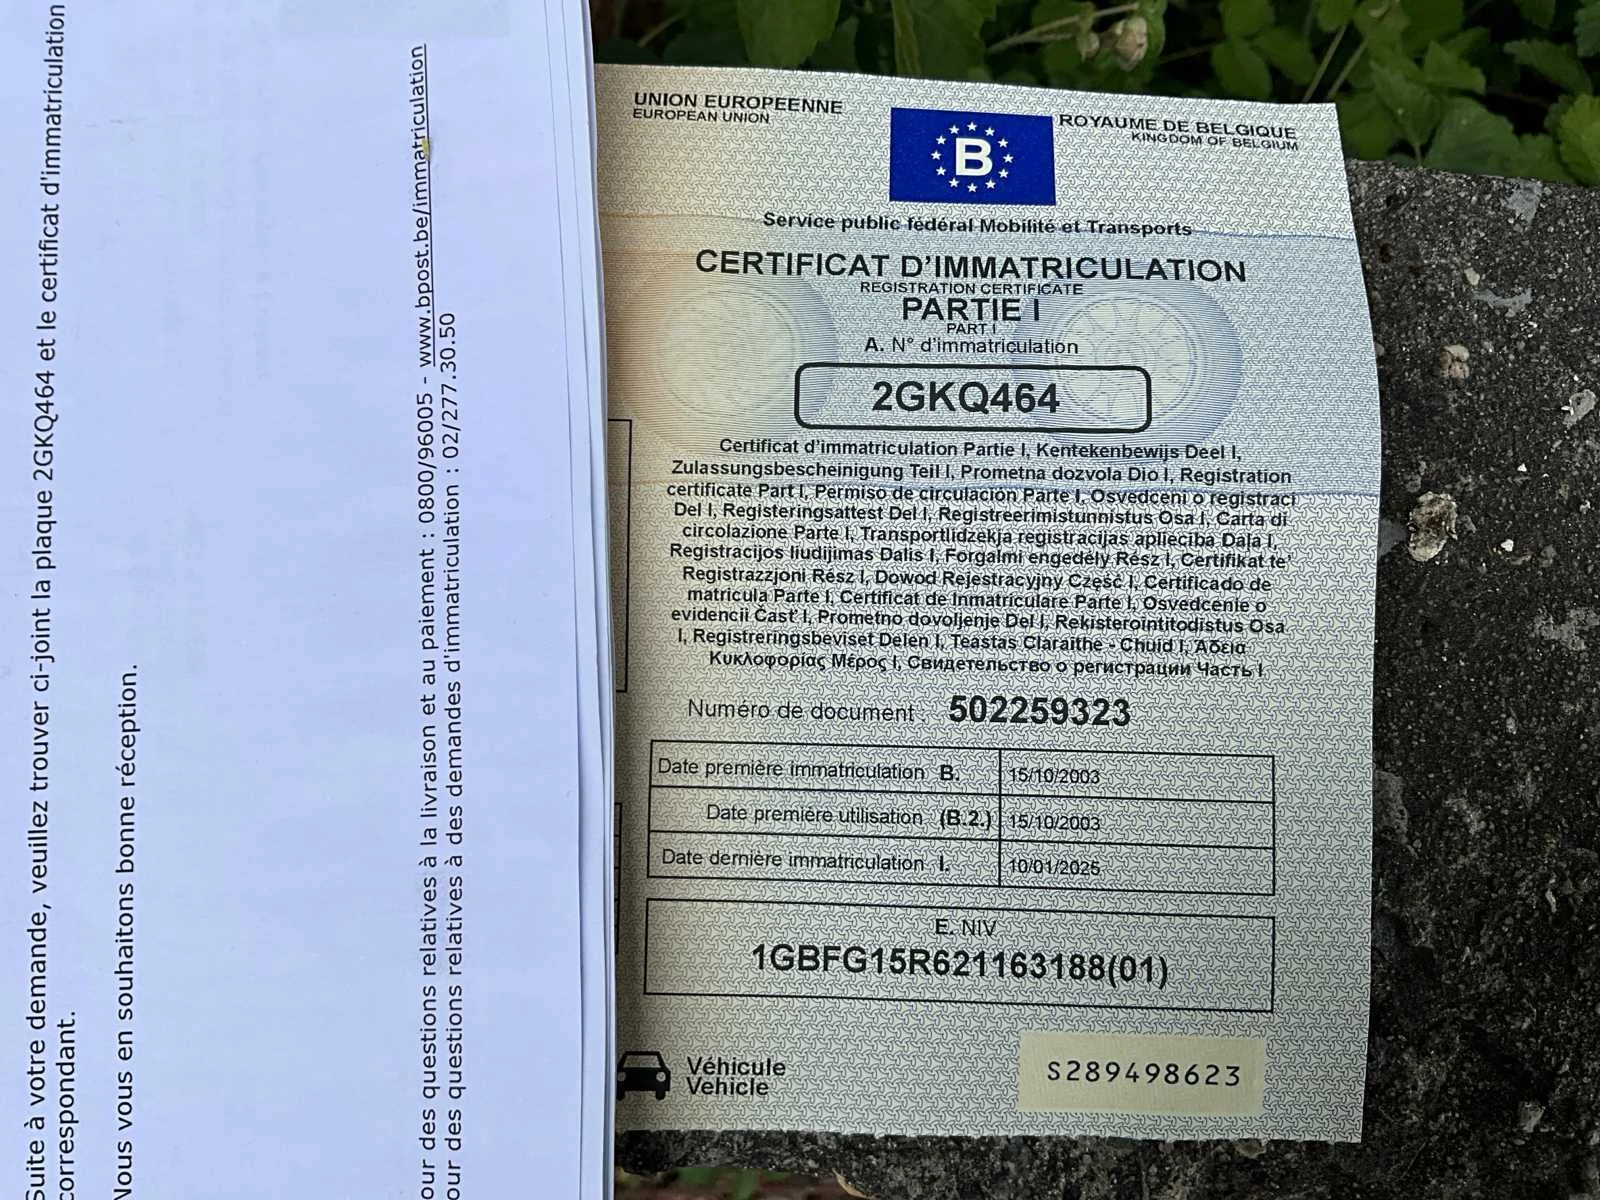 Suite à votre demande, veuillez trouver ci-joint la plaque 2GKQ464 et le certificat d'immatriculation
correspondant.
Nous vous en souhaitons bonne réception.
our des questions relatives à la livraison et au paiement : 0800/96005 - www.bpost.be/immatriculation
our des questions relatives à des demandes d'immatriculation : 02/277.30.50
UNION EUROPEENNE
EUROPEAN UNION
B
ROYAUME DE BELGIQUE
KINGDOM OF BELGIUM
Service public fédéral Mobilité et Transports
CERTIFICAT D'IMMATRICULATION
REGISTRATION CERTIFICATE
PARTIE I
PART I
A. N° d'immatriculation
2GKQ464
Certificat d'immatriculation Partie I, Kentekenbewijs Deel I,
Zulassungsbescheinigung Teil I, Prometna dozvola Dio I, Registration
certificate Part I, Permiso de circulación Parte I, Osvedceni o registraci
Del I, Registeringsattest Del I, Registreerimistunnistus Osa I, Carta di
circolazione Parte I, Transportlidzekja registracijas aplieciba Dala I,
Registracijos liudijimas Dalis I, Forgalmi engedély Rész I, Certifikat te'
Registrazzjoni Rész I, Dowod Rejestracyjny Część I, Certificado de
matricula Parte I, Certificat de Inmatriculare Parte I, Osvedcenie o
evidencii Časť I, Prometno dovoljenje Del I, Rekisteröintitodistus Osa
I, Registreringsbeviset Delen I, Teastas Claraithe - Chuid I, Αδεια
Κυκλοφορίας Μέρος I, Свидетельство о регистрации Часть I
Numéro de document 502259323
Date première immatriculation B. 15/10/2003
Date première utilisation (B.2.) 15/10/2003
Date dernière immatriculation I. 10/01/2025
E. NIV
1GBFG15R621163188(01)
Véhicule
Vehicle
S289498623